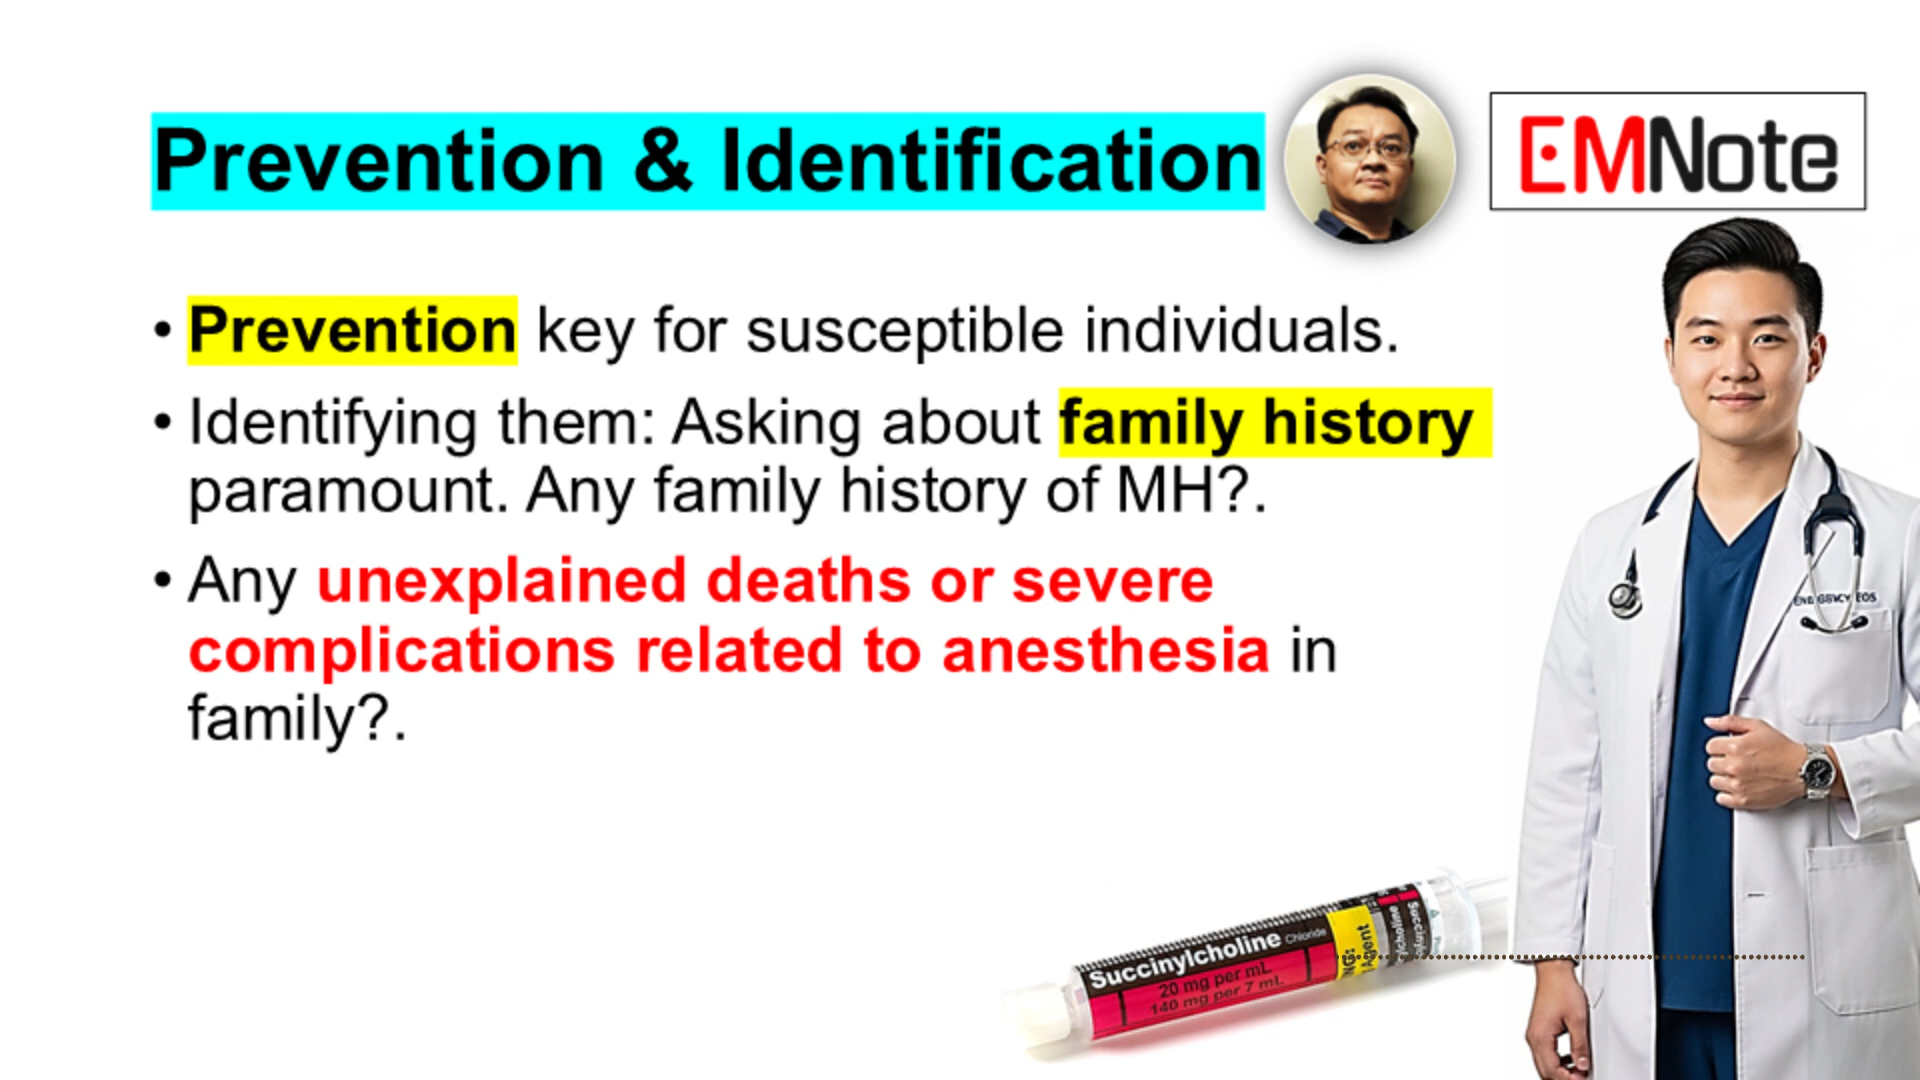 Prevention & Identification
EMNote
• Prevention key for susceptible individuals.
• Identifying them: Asking about family history
paramount. Any family history of MH?.
• Any unexplained deaths or severe
complications related to anesthesia in
family?.
Succinylcholine Chloride
20 mg per mL
140 mg per 7 mL